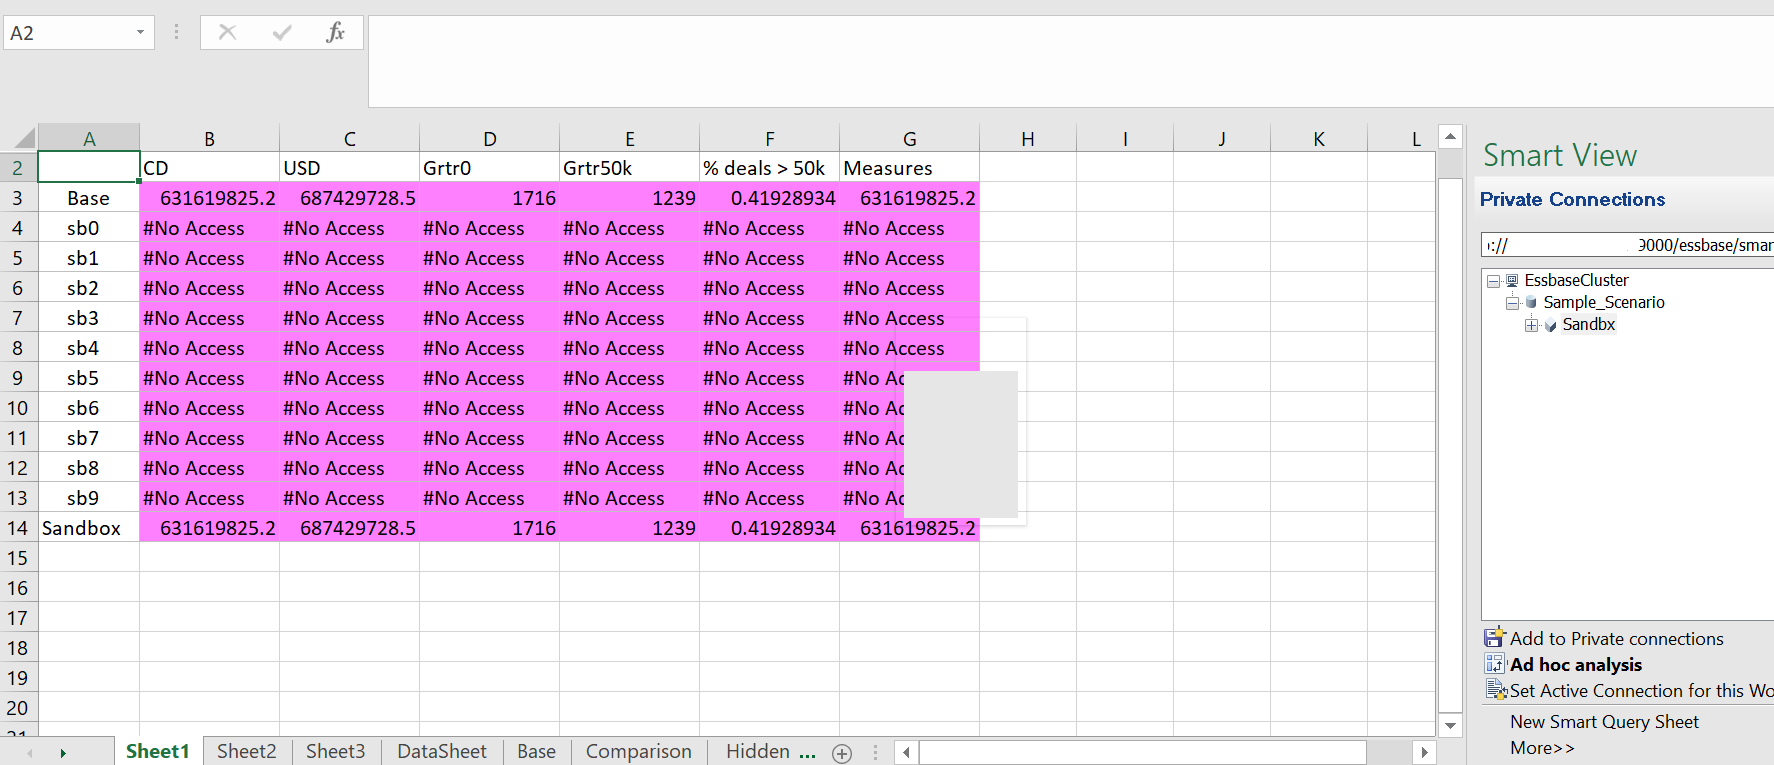 A2
fx
Smart View
Private Connections
://
9000/essbase/smar
A B C D E F G H I J K L
2 CD USD Grtr0 Grtr50k % deals > 50k Measures
3 Base 631619825.2 687429728.5 1716 1239 0.41928934 631619825.2
4 sb0 #No Access #No Access #No Access #No Access #No Access #No Access
5 sb1 #No Access #No Access #No Access #No Access #No Access #No Access
6 sb2 #No Access #No Access #No Access #No Access #No Access #No Access
7 sb3 #No Access #No Access #No Access #No Access #No Access #No Access
8 sb4 #No Access #No Access #No Access #No Access #No Access #No Access
9 sb5 #No Access #No Access #No Access #No Access #No Access #No Ac
10 sb6 #No Access #No Access #No Access #No Access #No Access #No Ac
11 sb7 #No Access #No Access #No Access #No Access #No Access #No Ac
12 sb8 #No Access #No Access #No Access #No Access #No Access #No Ac
13 sb9 #No Access #No Access #No Access #No Access #No Access #No Ac
14 Sandbox 631619825.2 687429728.5 1716 1239 0.41928934 631619825.2
15
16
17
18
19
20
EssbaseCluster
Sample_Scenario
Sandbx
Add to Private connections
Ad hoc analysis
Set Active Connection for this Wo
New Smart Query Sheet
More>>
Sheet1 Sheet2 Sheet3 DataSheet Base Comparison Hidden ...